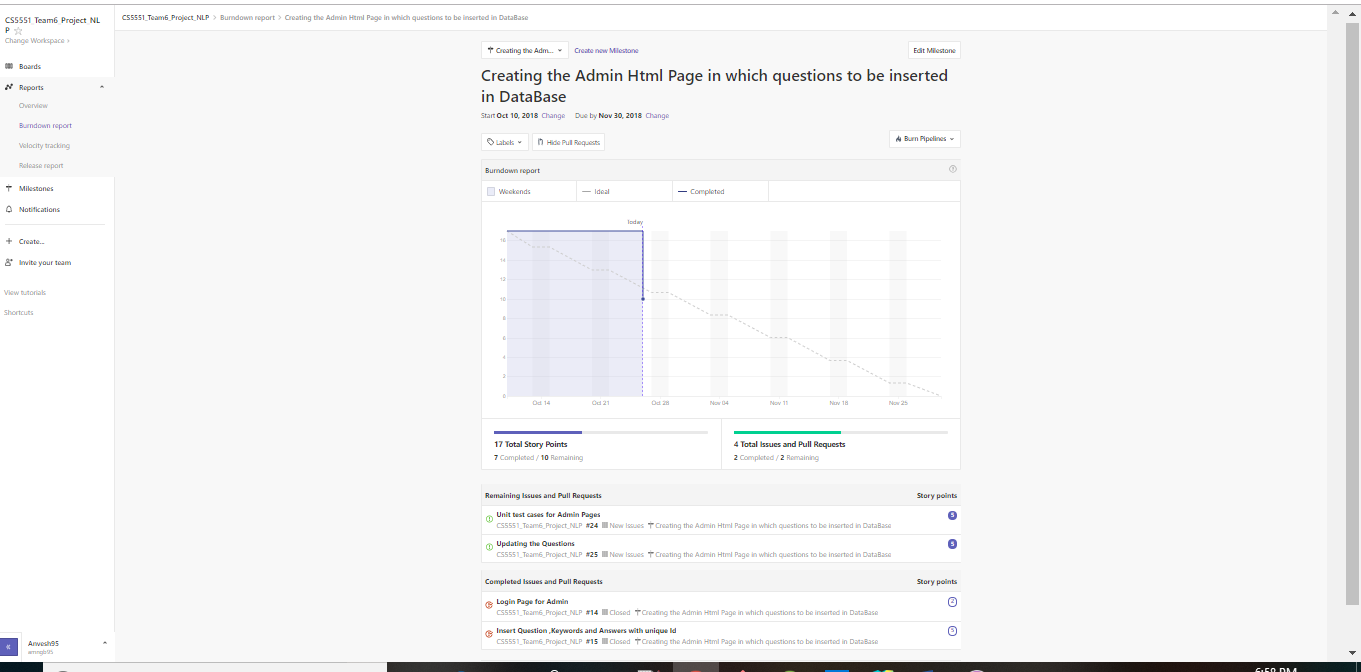 CS5551_Team6_Project_NLP > Burndown report > Creating the Admin Html Page in which questions to be inserted in DataBase
CS5551 Team6 Project NL
P ☆
Change Workspace >
Boards
Reports
Overview
Burndown report
Velocity tracking
Release report
Milestones
Notifications
+ Create...
Invite your team
View tutorials
Shortcuts
« Anvesh95
Creating the Adm... Create new Milestone Edit Milestone
Creating the Admin Html Page in which questions to be inserted
in DataBase
Start Oct 10, 2018 Change Due by Nov 30, 2018 Change
Labels Hide Pull Requests Burn Pipelines
Burndown report
Weekends Ideal Completed
Today
16
14
12
10
8
6
4
2
0
Oct 14 Oct 21 Oct 28 Nov 04 Nov 11 Nov 18 Nov 25
17 Total Story Points 4 Total Issues and Pull Requests
7 Completed / 10 Remaining 2 Completed / 2 Remaining
Remaining Issues and Pull Requests Story points
Unit test cases for Admin Pages 5
CS5551_Team6_Project_NLP #24 New Issues Creating the Admin Html Page in which questions to be inserted in DataBase
Updating the Questions 5
CS5551_Team6_Project_NLP #25 New Issues Creating the Admin Html Page in which questions to be inserted in DataBase
Completed Issues and Pull Requests Story points
Login Page for Admin 2
CS5551_Team6_Project_NLP #14 Closed Creating the Admin Html Page in which questions to be inserted in DataBase
Insert Question ,Keywords and Answers with unique Id 5
CS5551_Team6_Project_NLP #15 Closed Creating the Admin Html Page in which questions to be inserted in DataBase